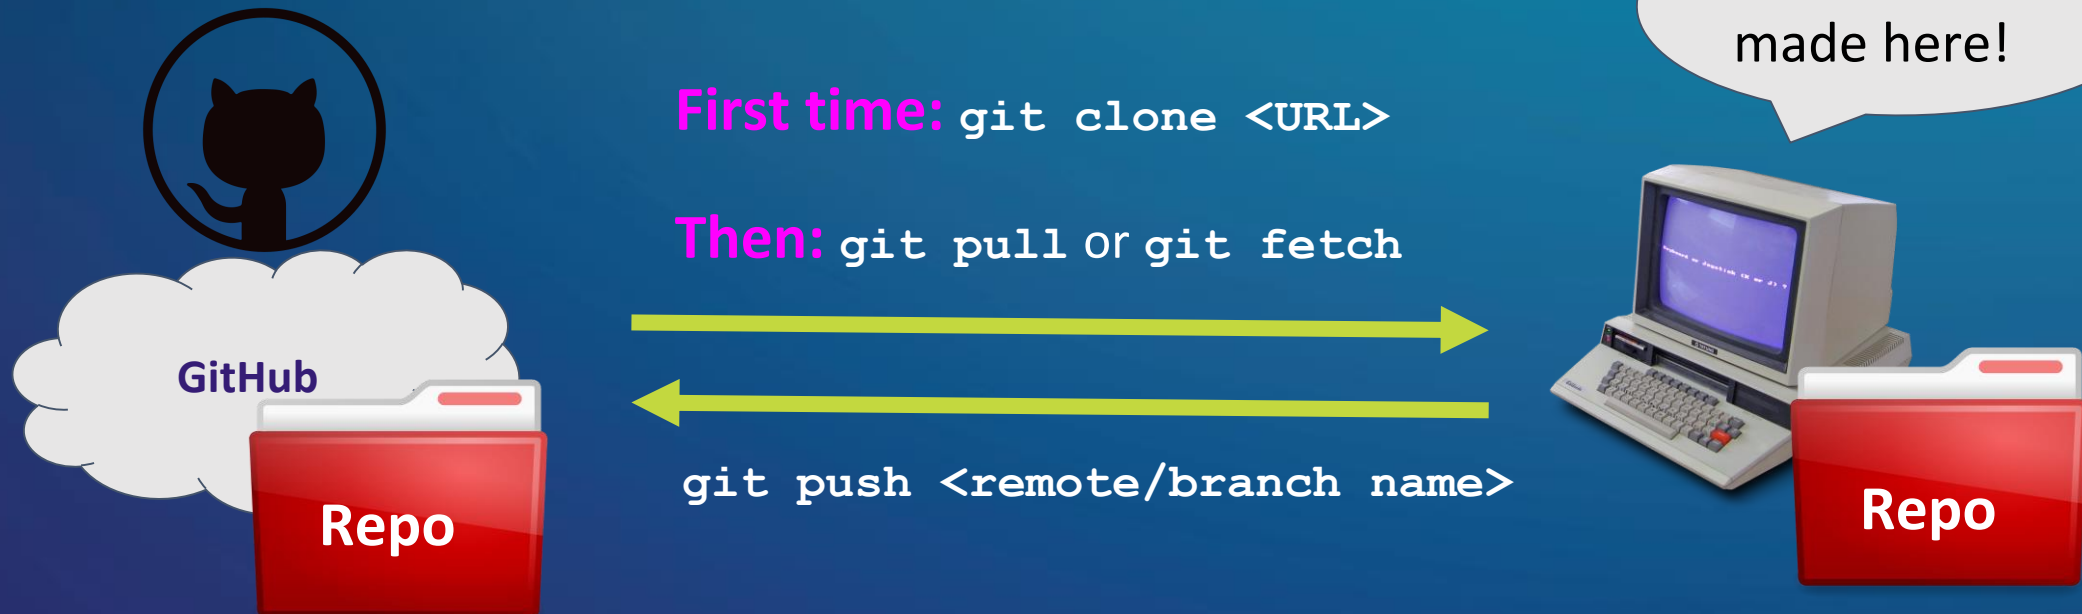 made here!
First time: git clone <URL>
Then: git pull or git fetch
GitHub
git push <remote/branch name>
Repo
Repo